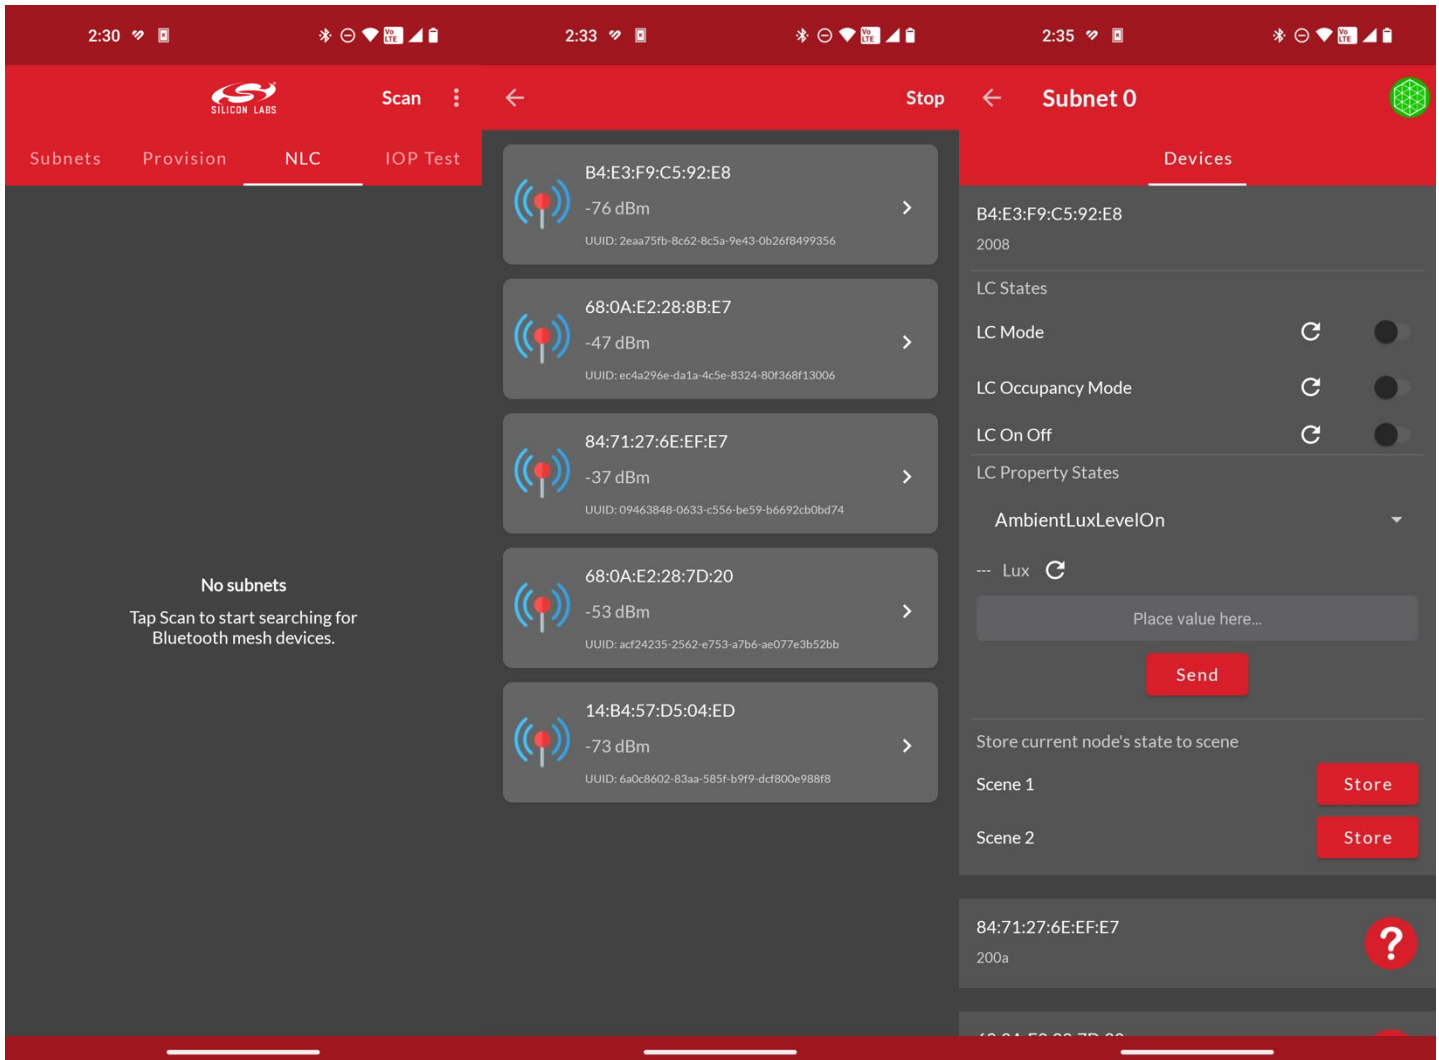 2:30
Vo
LTE
SILICON LABS
Scan
Subnets
Provision
NLC
IOP Test
No subnets
Tap Scan to start searching for
Bluetooth mesh devices.
2:33
Vo
LTE
Stop
B4:E3:F9:C5:92:E8
-76 dBm
UUID: 2eaa75fb-8c62-8c5a-9e43-0b26f8499356
68:0A:E2:28:8B:E7
-47 dBm
UUID: ec4a296e-da1a-4c5e-8324-80f368f13006
84:71:27:6E:EF:E7
-37 dBm
UUID: 09463848-0633-c556-be59-b6692cb0bd74
68:0A:E2:28:7D:20
-53 dBm
UUID: acf24235-2562-e753-a7b6-ae077e3b52bb
14:B4:57:D5:04:ED
-73 dBm
UUID: 6a0c8602-83aa-585f-b9f9-dcf800e988f8
2:35
Vo
LTE
Subnet 0
Devices
B4:E3:F9:C5:92:E8
2008
LC States
LC Mode
LC Occupancy Mode
LC On Off
LC Property States
AmbientLuxLevelOn
--- Lux
Place value here...
Send
Store current node's state to scene
Scene 1
Store
Scene 2
Store
84:71:27:6E:EF:E7
?
200a